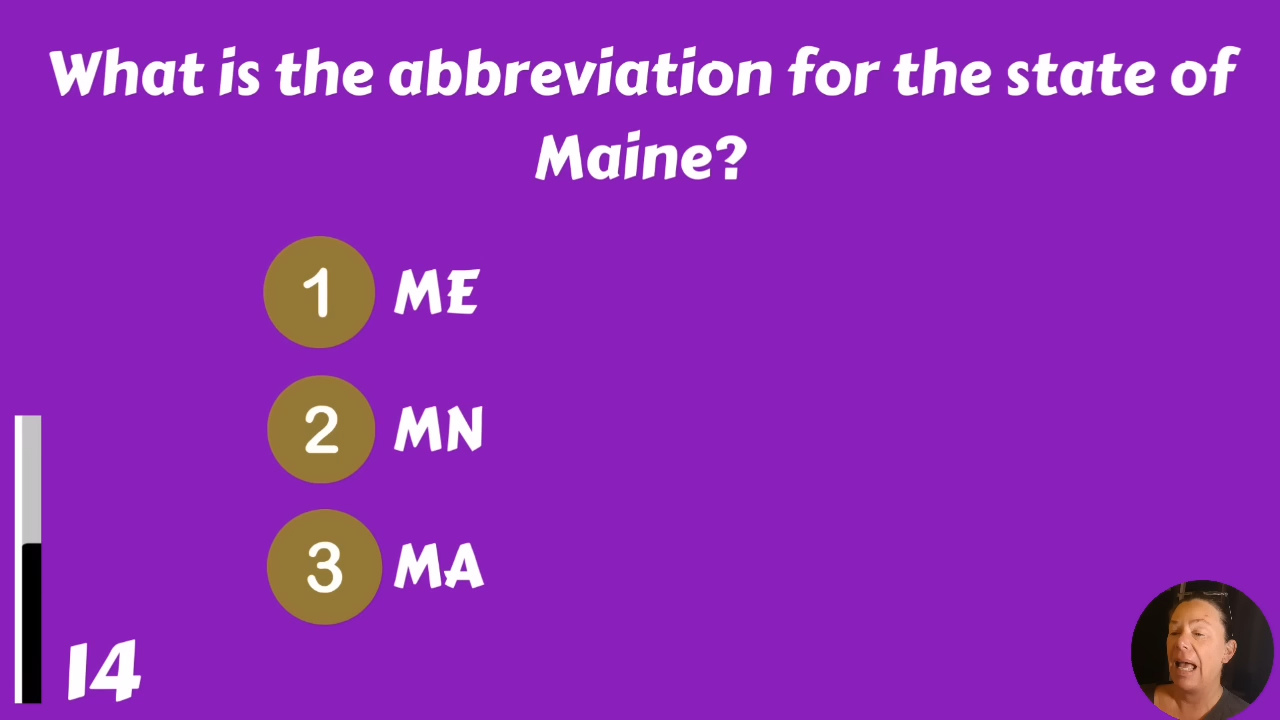 What is the abbreviation for the state of
Maine?
1 ME
2 MN
3 MA
14